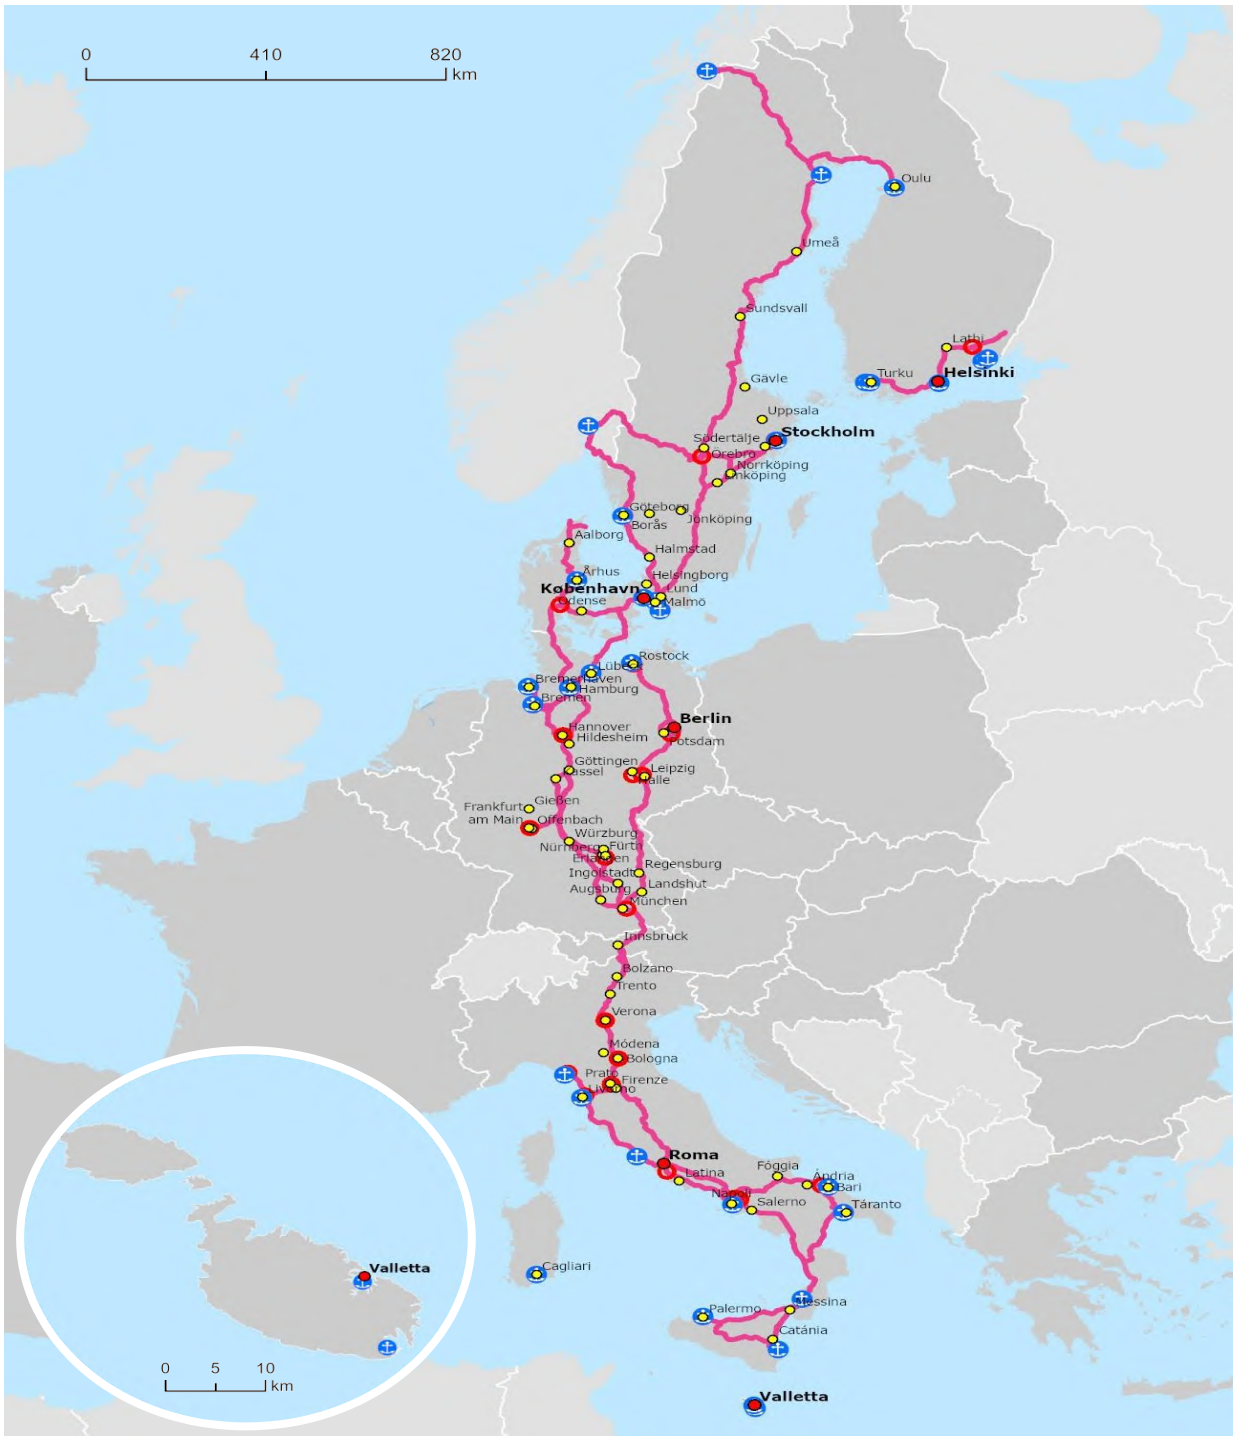 0 410 820
km
Oulu
Umeå
Sundsvall
Lathi
Turku
Helsinki
Gävle
Uppsala
Stockholm
Södertälje
Örebro
Norrköping
Linköping
Göteborg
Borås
Jönköping
Aalborg
Halmstad
Århus
Helsingborg
København
Lund
Odense
Malmö
Rostock
Lübeck
Bremerhaven
Hamburg
Bremen
Berlin
Hannover
Hildesheim
Potsdam
Göttingen
Kassel
Leipzig
Halle
Gießen
Frankfurt
am Main
Offenbach
Würzburg
Nürnberg
Fürth
Erlangen
Regensburg
Ingolstadt
Augsburg
Landshut
München
Innsbruck
Bolzano
Trento
Verona
Módena
Bologna
Prato
Firenze
Livorno
Roma
Latina
Fóggia
Ándria
Bari
Napoli
Salerno
Táranto
Cagliari
Valletta
Palermo
Messina
Catánia
0 5 10
km
Valletta